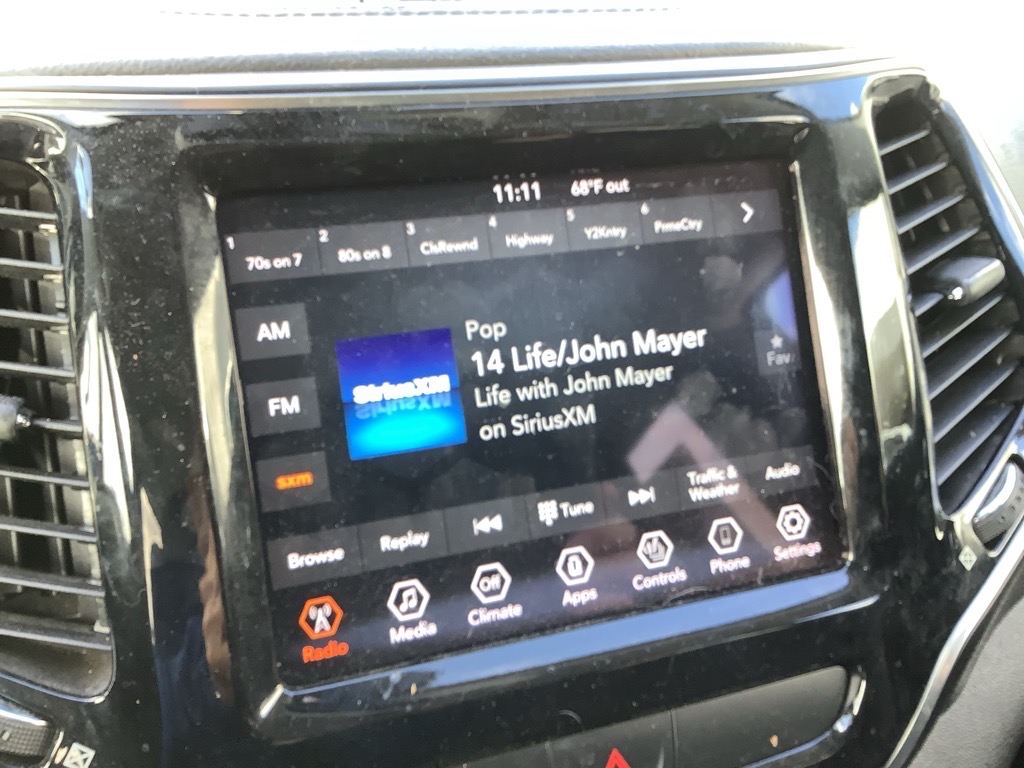 11:11 68°F out
1 2 3 4 5 6
70s on 7 80s on 8 ClsRewnd Highway Y2Kntry PrmeCtry
AM
FM
sxm
SiriusXM
Pop
14 Life/John Mayer
Life with John Mayer
on SiriusXM
Fav
Browse Replay Tune Traffic & Weather Audio
Radio Media Climate Apps Controls Phone Settings
Off